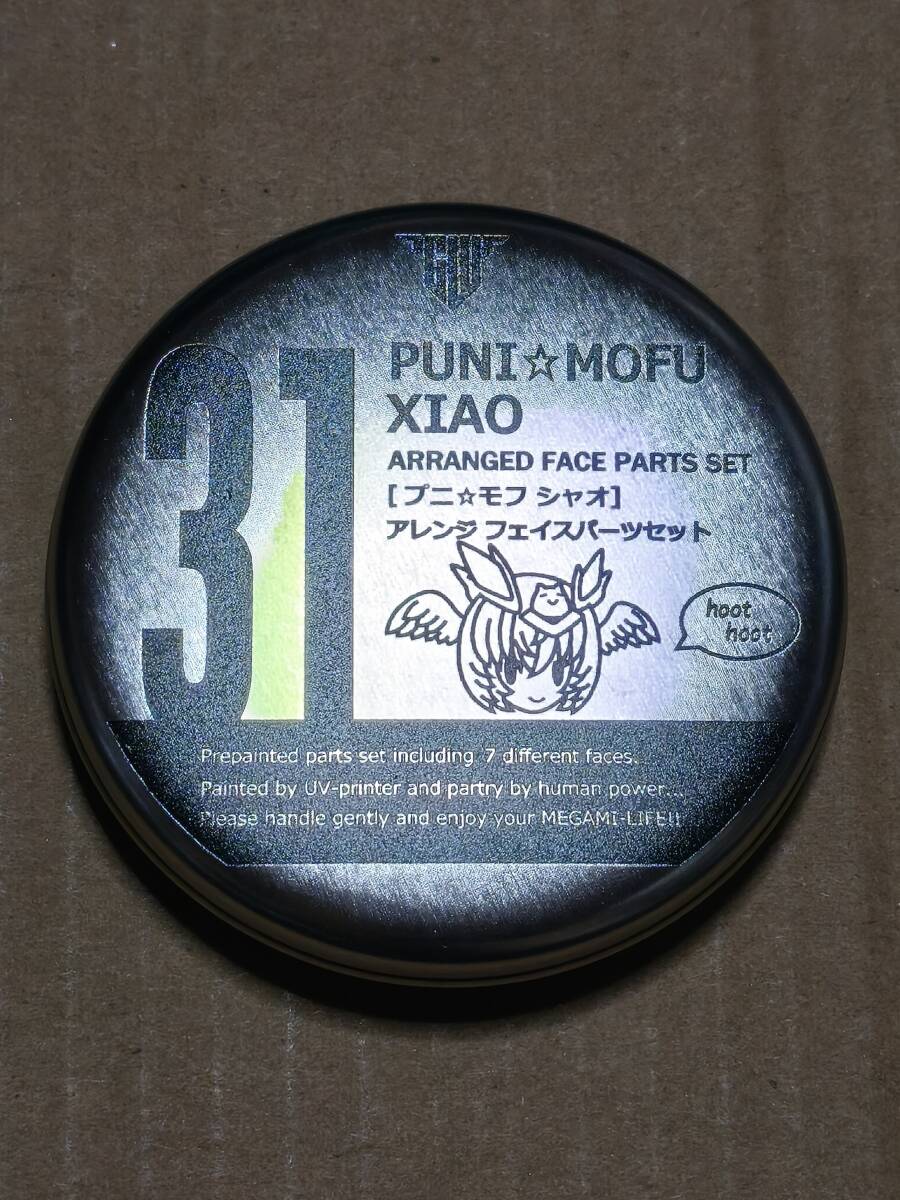 31
PUNI☆MOFU
XIAO
ARRANGED FACE PARTS SET
[プニ☆モフ シャオ]
アレンジ フェイスパーツセット
hoot
hoot
Prepainted parts set including 7 different faces.
Painted by UV-printer and partry by human power...
Please handle gently and enjoy your MEGAMI-LIFE!!